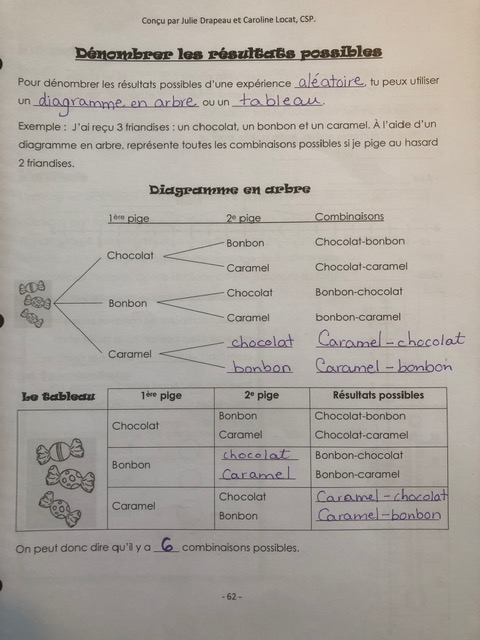 Conçu par Julie Drapeau et Caroline Locat, CSP.
Dénombrer les résultats possibles
Pour dénombrer les résultats possibles d'une expérience aléatoire, tu peux utiliser
un diagramme en arbre ou un tableau.
Exemple : J'ai reçu 3 friandises : un chocolat, un bonbon et un caramel. À l'aide d'un
diagramme en arbre, représente toutes les combinaisons possibles si je pige au hasard
2 friandises.
Diagramme en arbre
1ère pige 2e pige Combinaisons
Bonbon Chocolat-bonbon
Chocolat
Caramel Chocolat-caramel
Chocolat Bonbon-chocolat
Bonbon
Caramel bonbon-caramel
chocolat Caramel-chocolat
Caramel
bonbon Caramel-bonbon
Le tableau 1ère pige 2e pige Résultats possibles
Bonbon Chocolat-bonbon
Chocolat
Caramel Chocolat-caramel
chocolat Bonbon-chocolat
Bonbon
Caramel Bonbon-caramel
Chocolat Caramel-chocolat
Caramel
Bonbon Caramel-bonbon
On peut donc dire qu'il y a 6 combinaisons possibles.
- 62 -